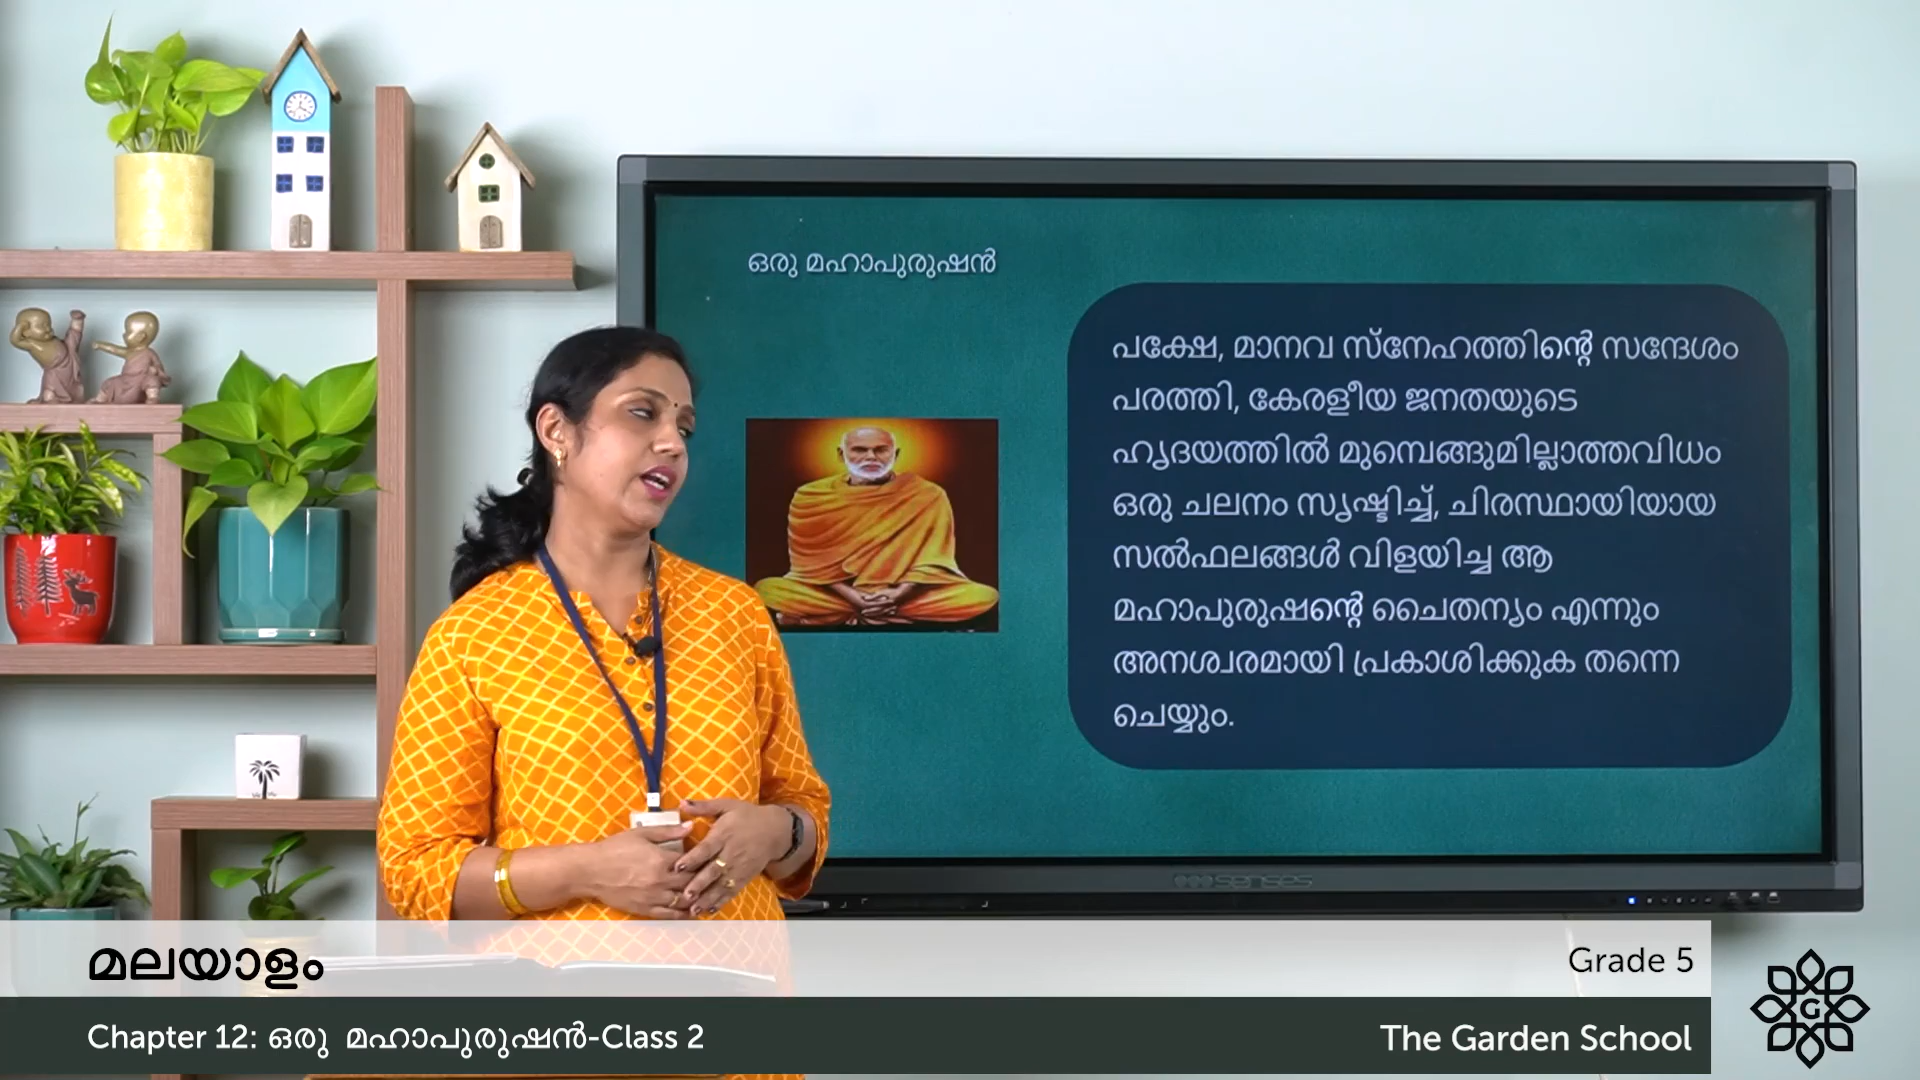 ഒരു മഹാപുരുഷൻ
പക്ഷേ, മാനവ സ്നേഹത്തിന്റെ സന്ദേശം
പരത്തി, കേരളീയ ജനതയുടെ
ഹൃദയത്തിൽ മുമ്പെങ്ങുമില്ലാത്തവിധം
ഒരു ചലനം സൃഷ്ടിച്ച്, ചിരസ്ഥായിയായ
സൽഫലങ്ങൾ വിളയിച്ച ആ
മഹാപുരുഷന്റെ ചൈതന്യം എന്നും
അനശ്വരമായി പ്രകാശിക്കുക തന്നെ
ചെയ്യും.
senses
മലയാളം
Grade 5
Chapter 12: ഒരു മഹാപുരുഷൻ-Class 2
The Garden School
G